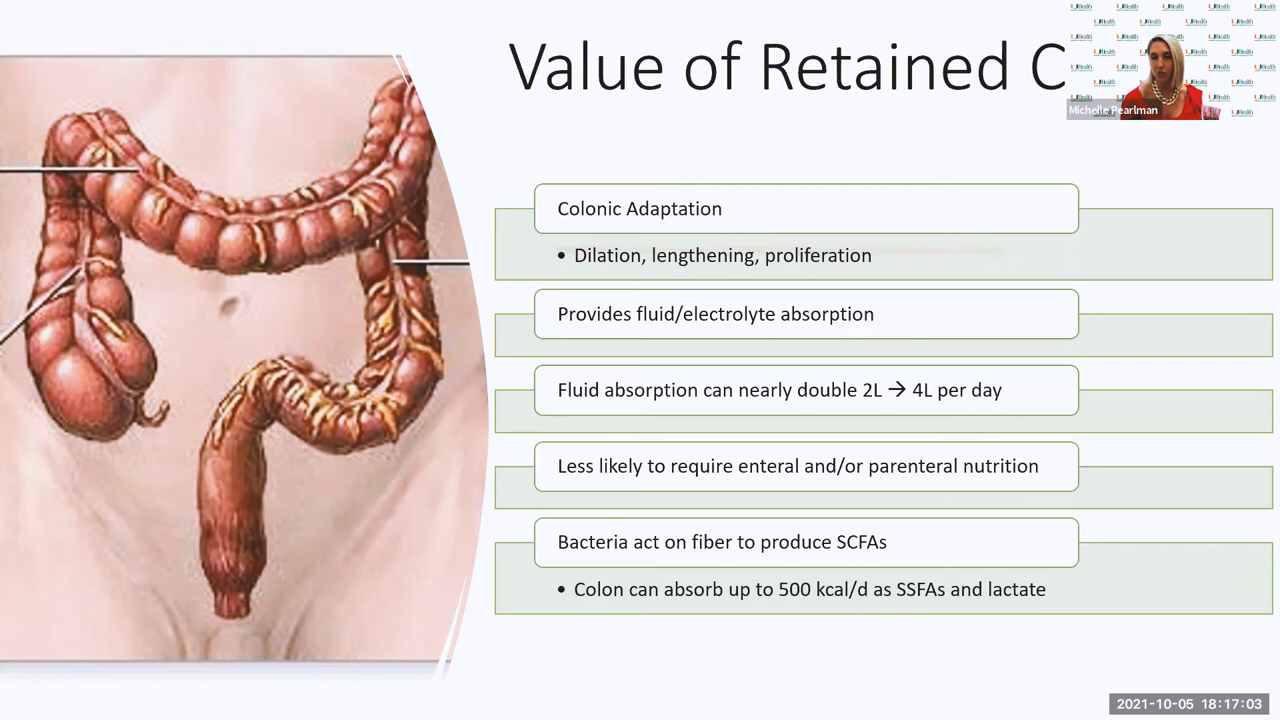 Value of Retained C
Michelle Pearlman
Colonic Adaptation
• Dilation, lengthening, proliferation
Provides fluid/electrolyte absorption
Fluid absorption can nearly double 2L → 4L per day
Less likely to require enteral and/or parenteral nutrition
Bacteria act on fiber to produce SCFAs
• Colon can absorb up to 500 kcal/d as SSFAs and lactate
2021-10-05 18:17:03